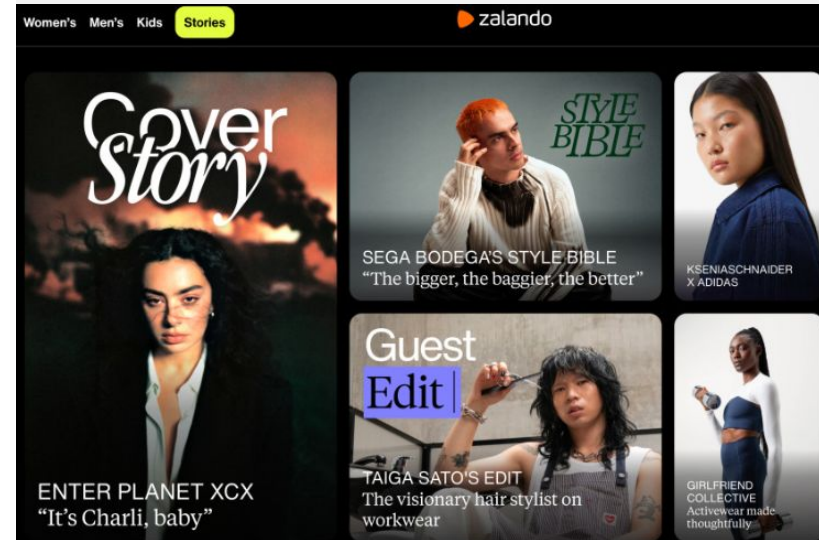 Women's Men's Kids Stories
zalando
Cover
Story
ENTER PLANET XCX
“It’s Charli, baby”
STYLE
BIBLE
SEGA BODEGA'S STYLE BIBLE
“The bigger, the baggier, the better”
KSENIASCHNAIDER
X ADIDAS
Guest
Edit
TAIGA SATO'S EDIT
The visionary hair stylist on
workwear
GIRLFRIEND
COLLECTIVE
Activewear made
thoughtfully